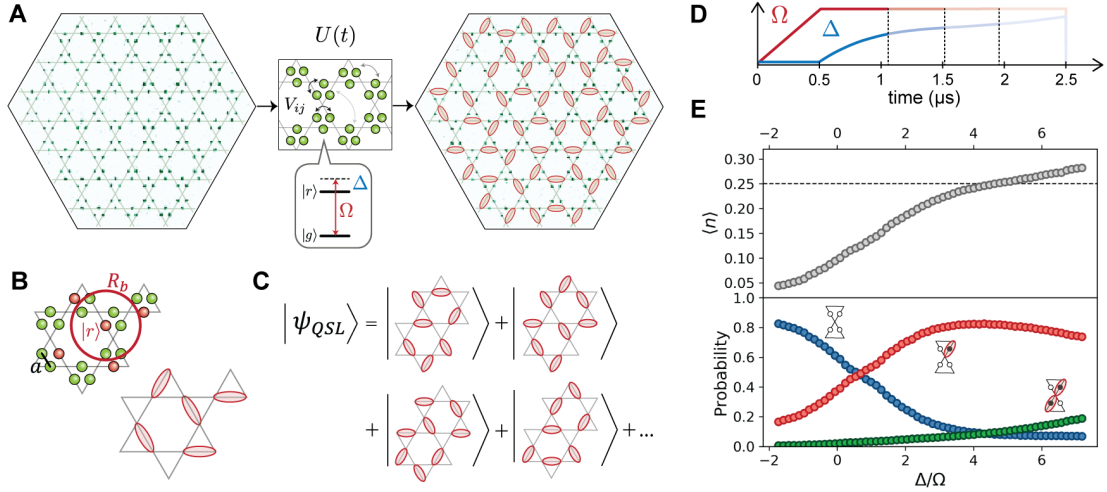 A
U(t)
V_ij
|r⟩
Δ
Ω
|g⟩
B
R_b
|r⟩
a
C
|ψ_QSL⟩ = + 
+ + +...
D
Ω
Δ
0 0.5 1 1.5 2 2.5
time (μs)
E
−2 0 2 4 6
0.30
0.25
0.20
0.15
0.10
0.05
⟨n⟩
1.0
0.8
0.6
0.4
0.2
0.0
Probability
−2 0 2 4 6
Δ/Ω